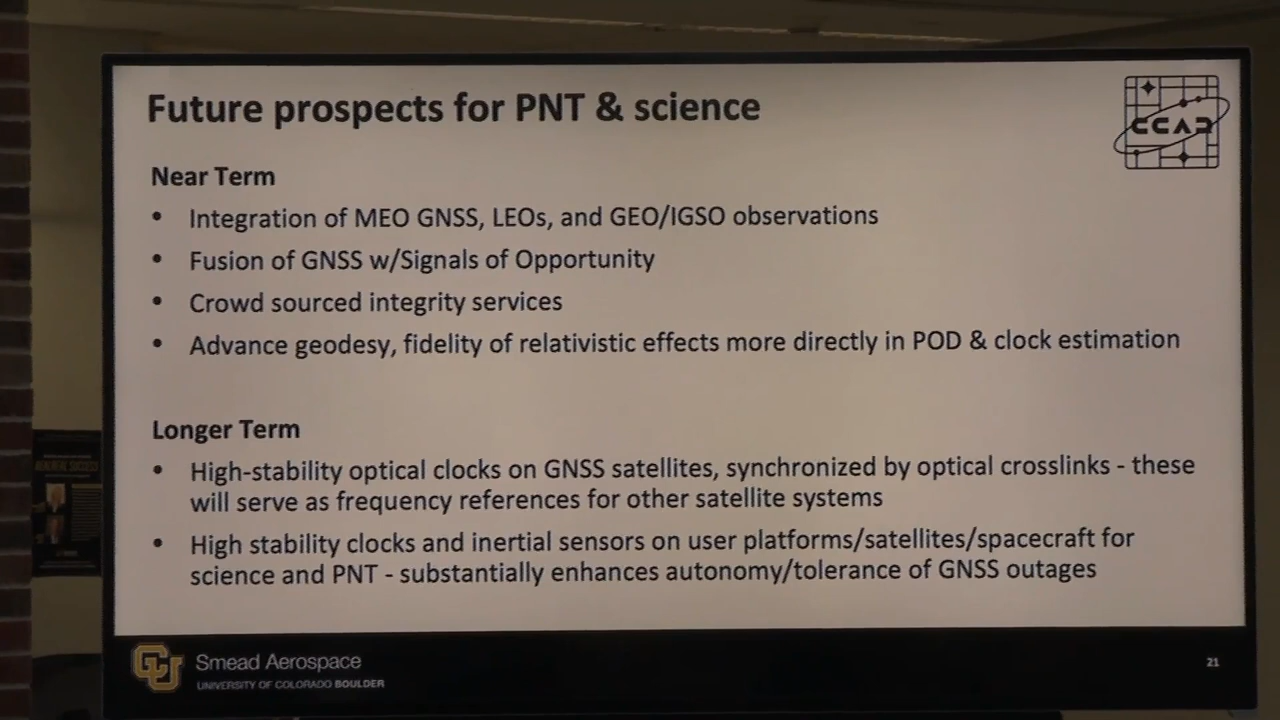 Future prospects for PNT & science
CCAR
Near Term
• Integration of MEO GNSS, LEOs, and GEO/IGSO observations
• Fusion of GNSS w/Signals of Opportunity
• Crowd sourced integrity services
• Advance geodesy, fidelity of relativistic effects more directly in POD & clock estimation
Longer Term
• High-stability optical clocks on GNSS satellites, synchronized by optical crosslinks - these
will serve as frequency references for other satellite systems
• High stability clocks and inertial sensors on user platforms/satellites/spacecraft for
science and PNT - substantially enhances autonomy/tolerance of GNSS outages
CU
Smead Aerospace
UNIVERSITY OF COLORADO BOULDER
21